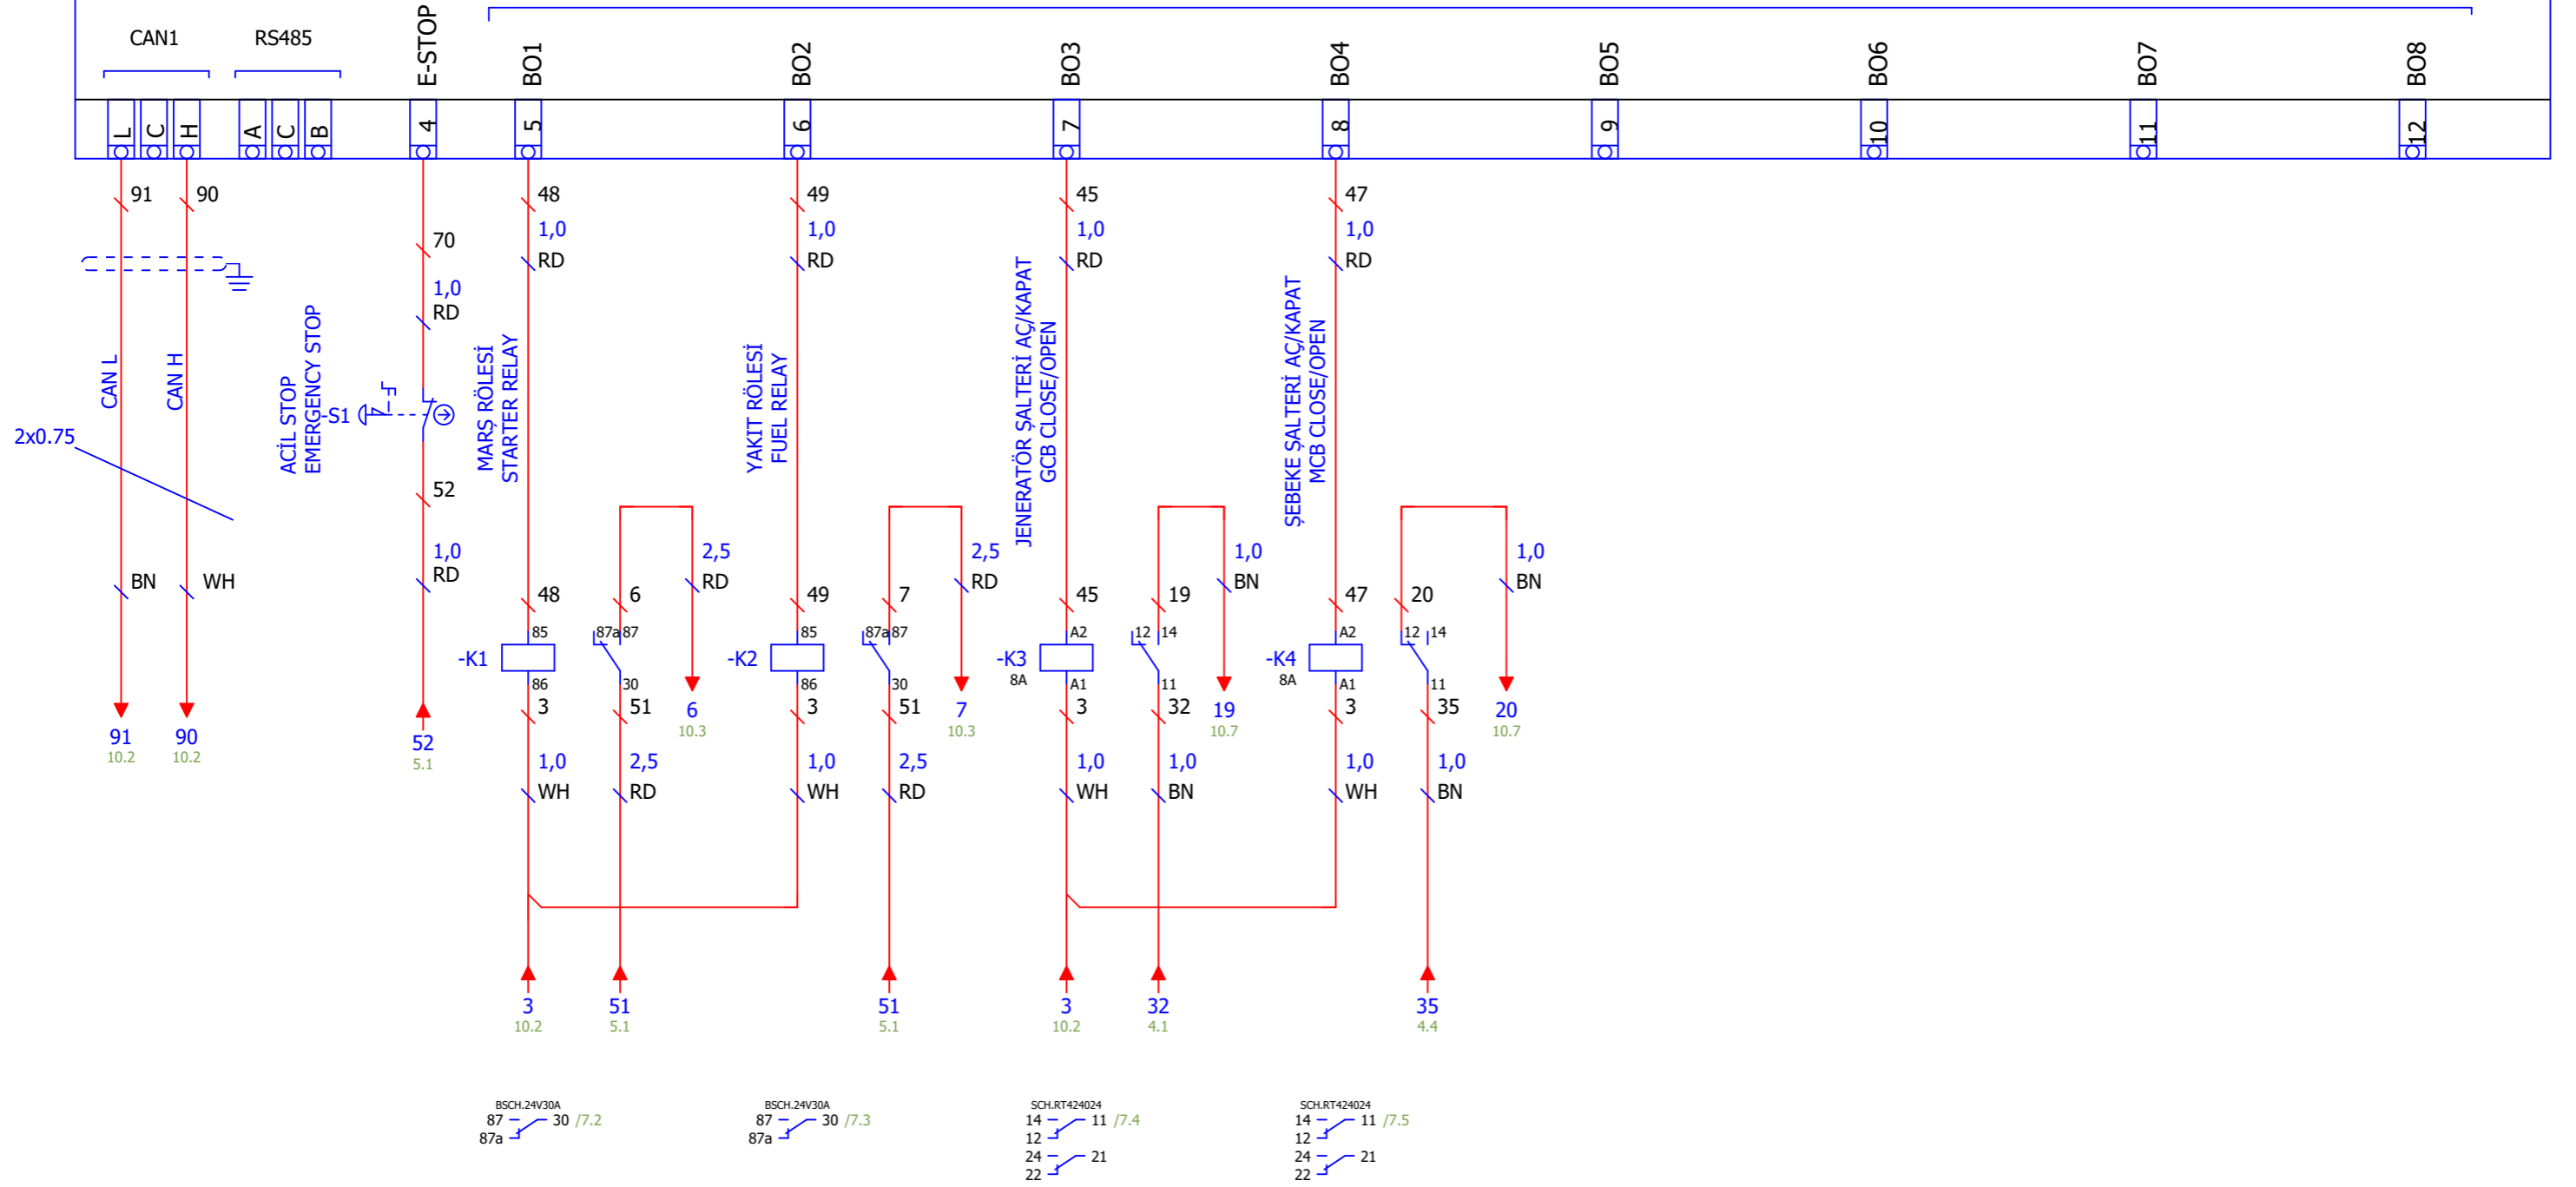 CAN1
RS485
E-STOP
BO1
BO2
BO3
BO4
BO5
BO6
BO7
BO8
L
C
H
A
C
B
4
5
6
7
8
9
10
11
12
91
90
48
49
45
47
1,0
1,0
1,0
1,0
70
RD
RD
RD
RD
1,0
RD
CAN L
CAN H
ACİL STOP
EMERGENCY STOP
-S1
MARŞ RÖLESİ
STARTER RELAY
YAKIT RÖLESİ
FUEL RELAY
JENERATÖR ŞALTERİ AÇ/KAPAT
GCB CLOSE/OPEN
ŞEBEKE ŞALTERİ AÇ/KAPAT
MCB CLOSE/OPEN
2x0.75
52
1,0
RD
2,5
RD
2,5
RD
1,0
BN
1,0
BN
BN
WH
48
6
49
7
45
19
47
20
85
87a
87
85
87a
87
A2
12
14
A2
12
14
-K1
-K2
-K3
8A
-K4
8A
86
30
86
30
A1
11
A1
11
3
51
3
51
3
32
3
35
6
10.3
7
10.3
19
10.7
20
10.7
91
10.2
90
10.2
52
5.1
1,0
WH
2,5
RD
1,0
WH
2,5
RD
1,0
WH
1,0
BN
1,0
WH
1,0
BN
3
10.2
51
5.1
51
5.1
3
10.2
32
4.1
35
4.4
BSCH.24V30A
87 30 /7.2
87a
BSCH.24V30A
87 30 /7.3
87a
SCH.RT424024
14 11 /7.4
12
24 21
22
SCH.RT424024
14 11 /7.5
12
24 21
22